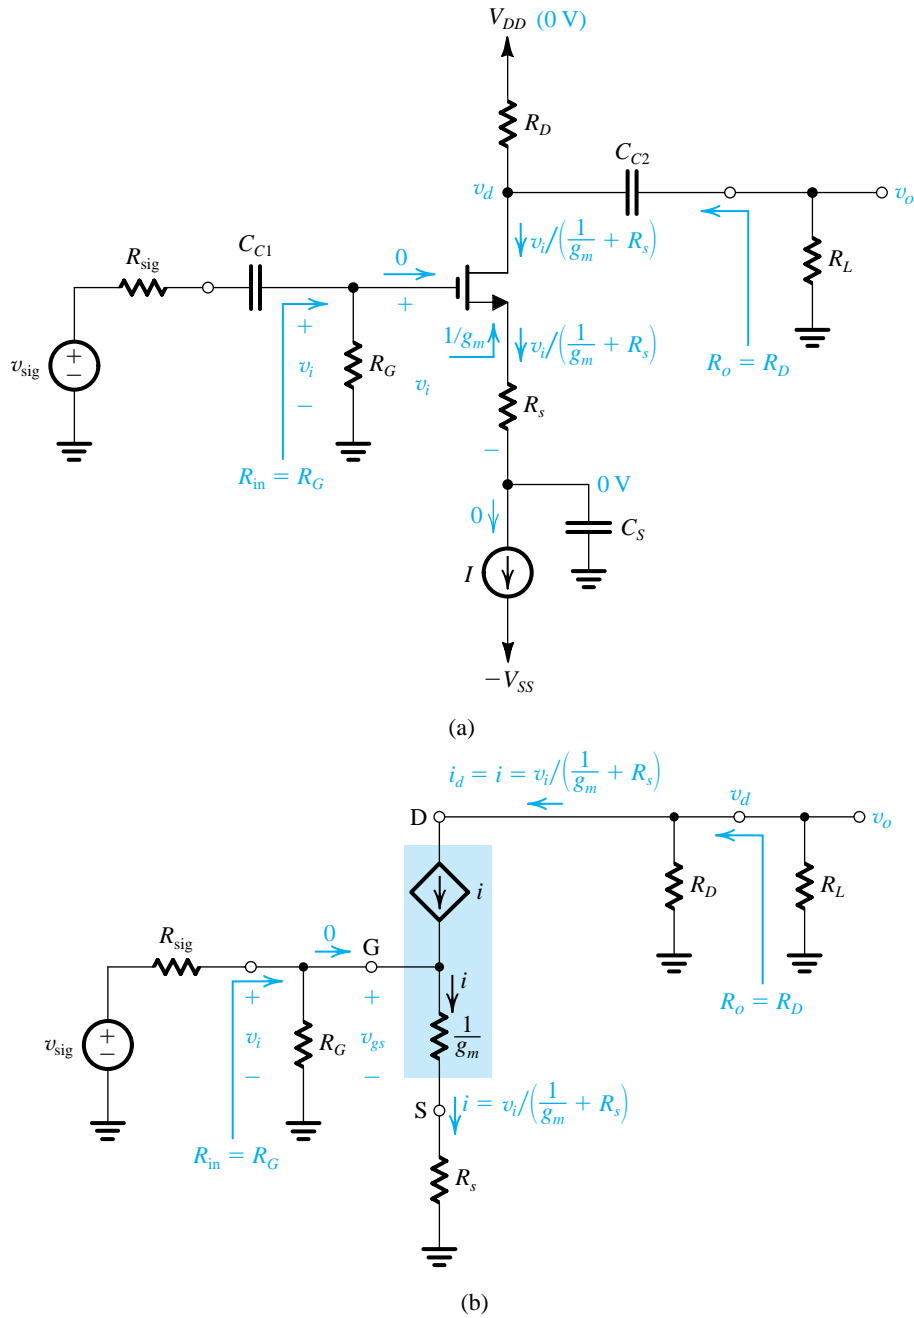 V_DD (0 V)
R_D
C_C2
v_d
v_o
v_i/(1/g_m + R_s)
C_C1
R_sig
0
R_L
+
+
1/g_m
v_i/(1/g_m + R_s)
v_sig
+
−
v_i
R_G
v_i
R_o = R_D
−
R_s
−
R_in = R_G
0 V
0
C_S
I
−V_SS
(a)
i_d = i = v_i/(1/g_m + R_s)
D
v_d
v_o
i
R_D
R_L
R_sig
0
G
+
+
i
R_o = R_D
v_sig
+
−
v_i
R_G
v_gs
1/g_m
−
−
S
i = v_i/(1/g_m + R_s)
R_in = R_G
R_s
(b)